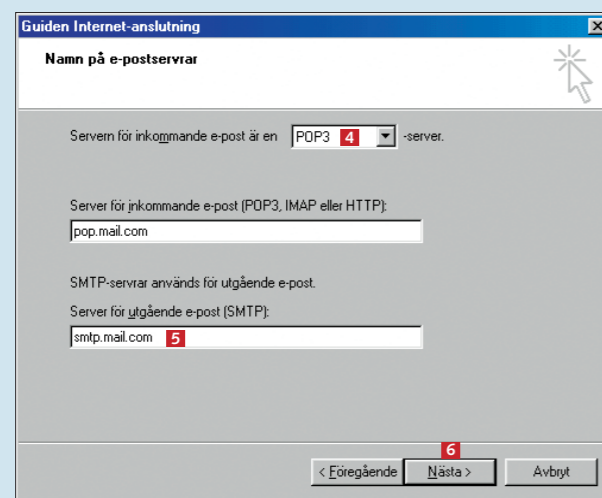 Guiden Internet-anslutning
Namn på e-postservrar
Servern för inkommande e-post är en POP3 4 -server.
Server för inkommande e-post (POP3, IMAP eller HTTP):
pop.mail.com
SMTP-servrar används för utgående e-post.
Server för utgående e-post (SMTP):
smtp.mail.com 5
6
< Föregående Nästa > Avbryt